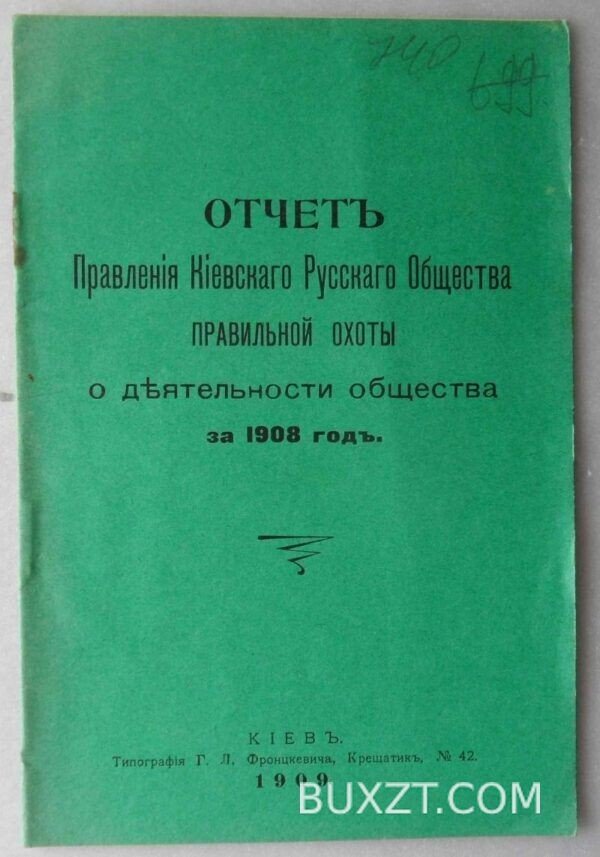 740
699
ОТЧЕТЪ
Правленія Кіевскаго Русскаго Общества
ПРАВИЛЬНОЙ ОХОТЫ
о дѣятельности общества
за 1908 годъ.
КІЕВЪ.
Типографія Г. Л. Фронцкевича, Крещатик, № 42.
1909
BUXZT.COM